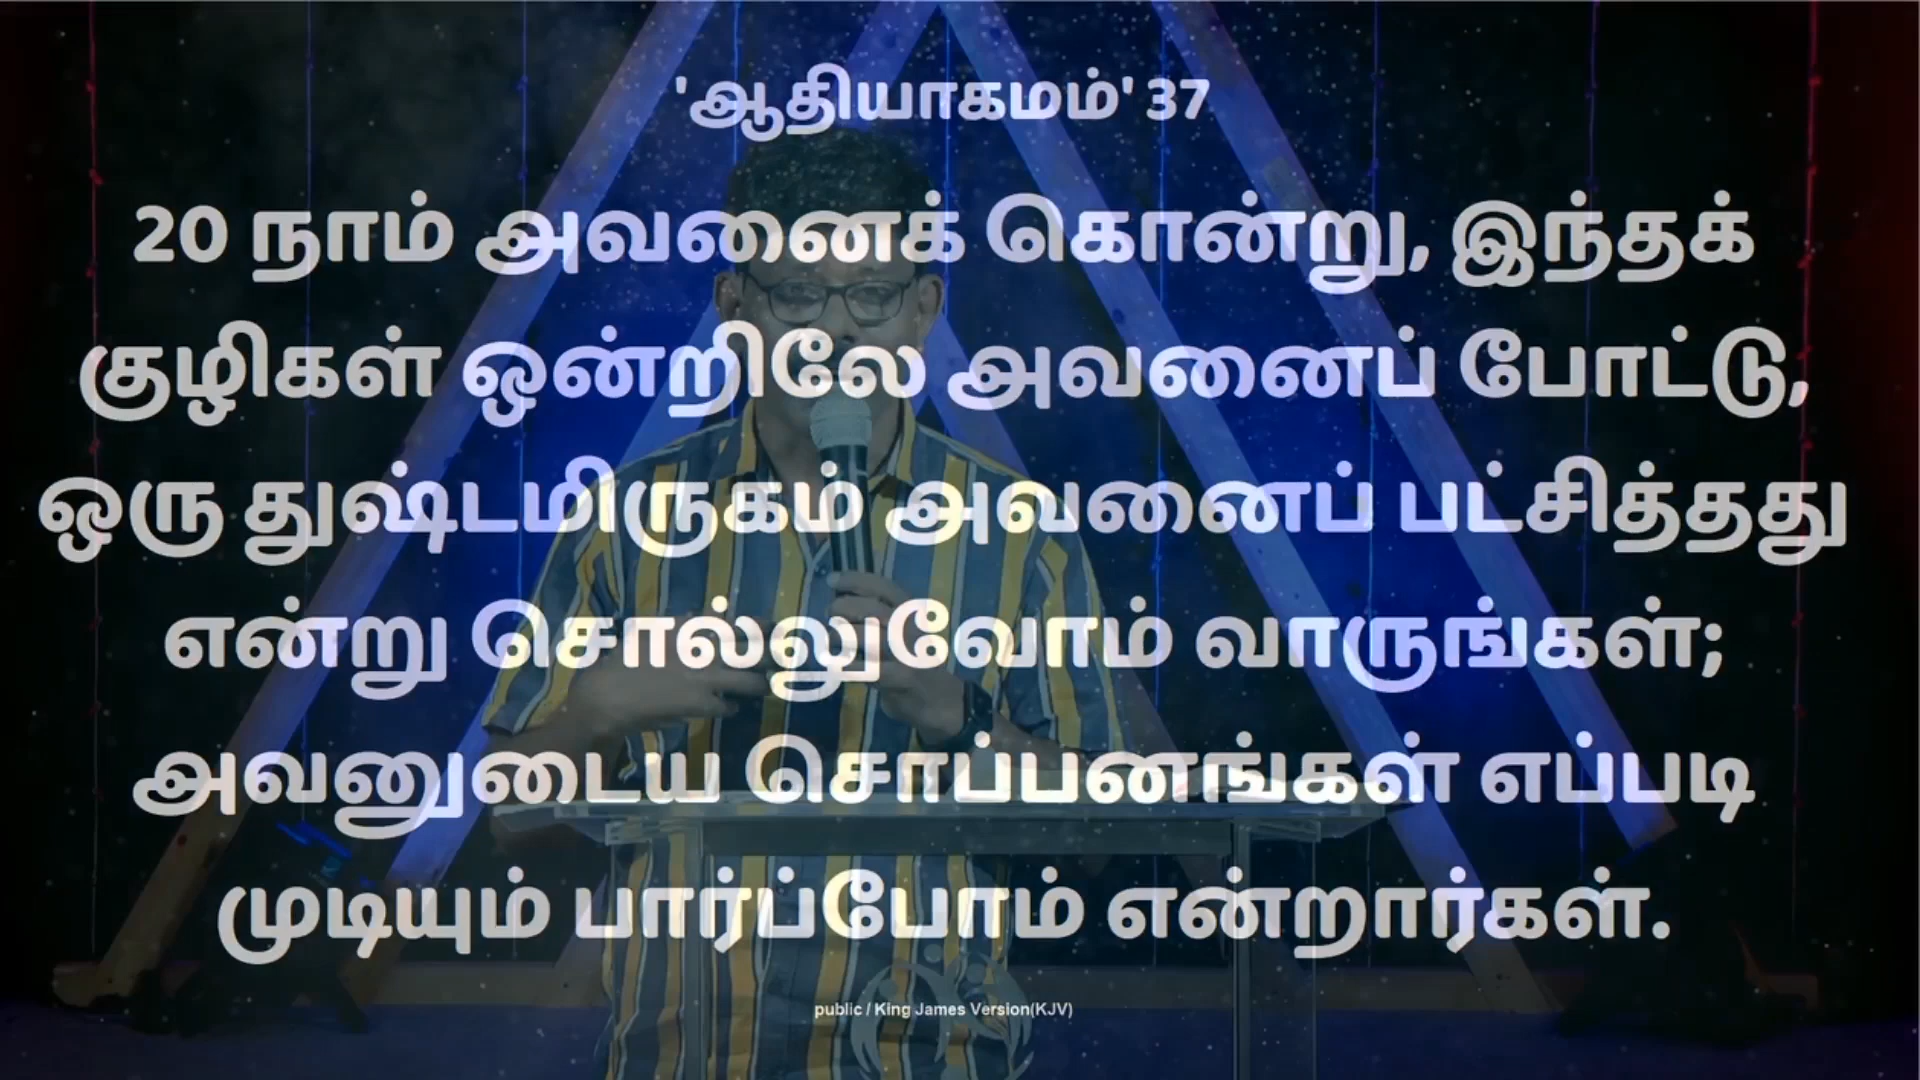 'ஆதியாகமம்' 37
20 நாம் அவனைக் கொன்று, இந்தக்
குழிகள் ஒன்றிலே அவனைப் போட்டு,
ஒரு துஷ்டமிருகம் அவனைப் பட்சித்தது
என்று சொல்லுவோம் வாருங்கள்;
அவனுடைய சொப்பனங்கள் எப்படி
முடியும் பார்ப்போம் என்றார்கள்.
public / King James Version(KJV)